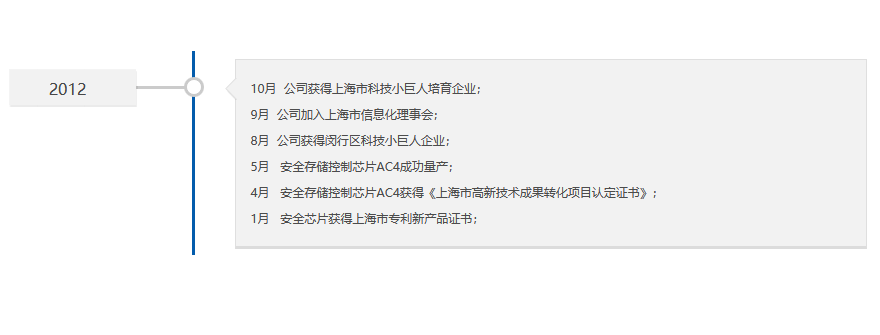 2012
10月 公司获得上海市科技小巨人培育企业;
9月 公司加入上海市信息化理事会;
8月 公司获得闵行区科技小巨人企业;
5月 安全存储控制芯片AC4成功量产;
4月 安全存储控制芯片AC4获得《上海市高新技术成果转化项目认定证书》;
1月 安全芯片获得上海市专利新产品证书;